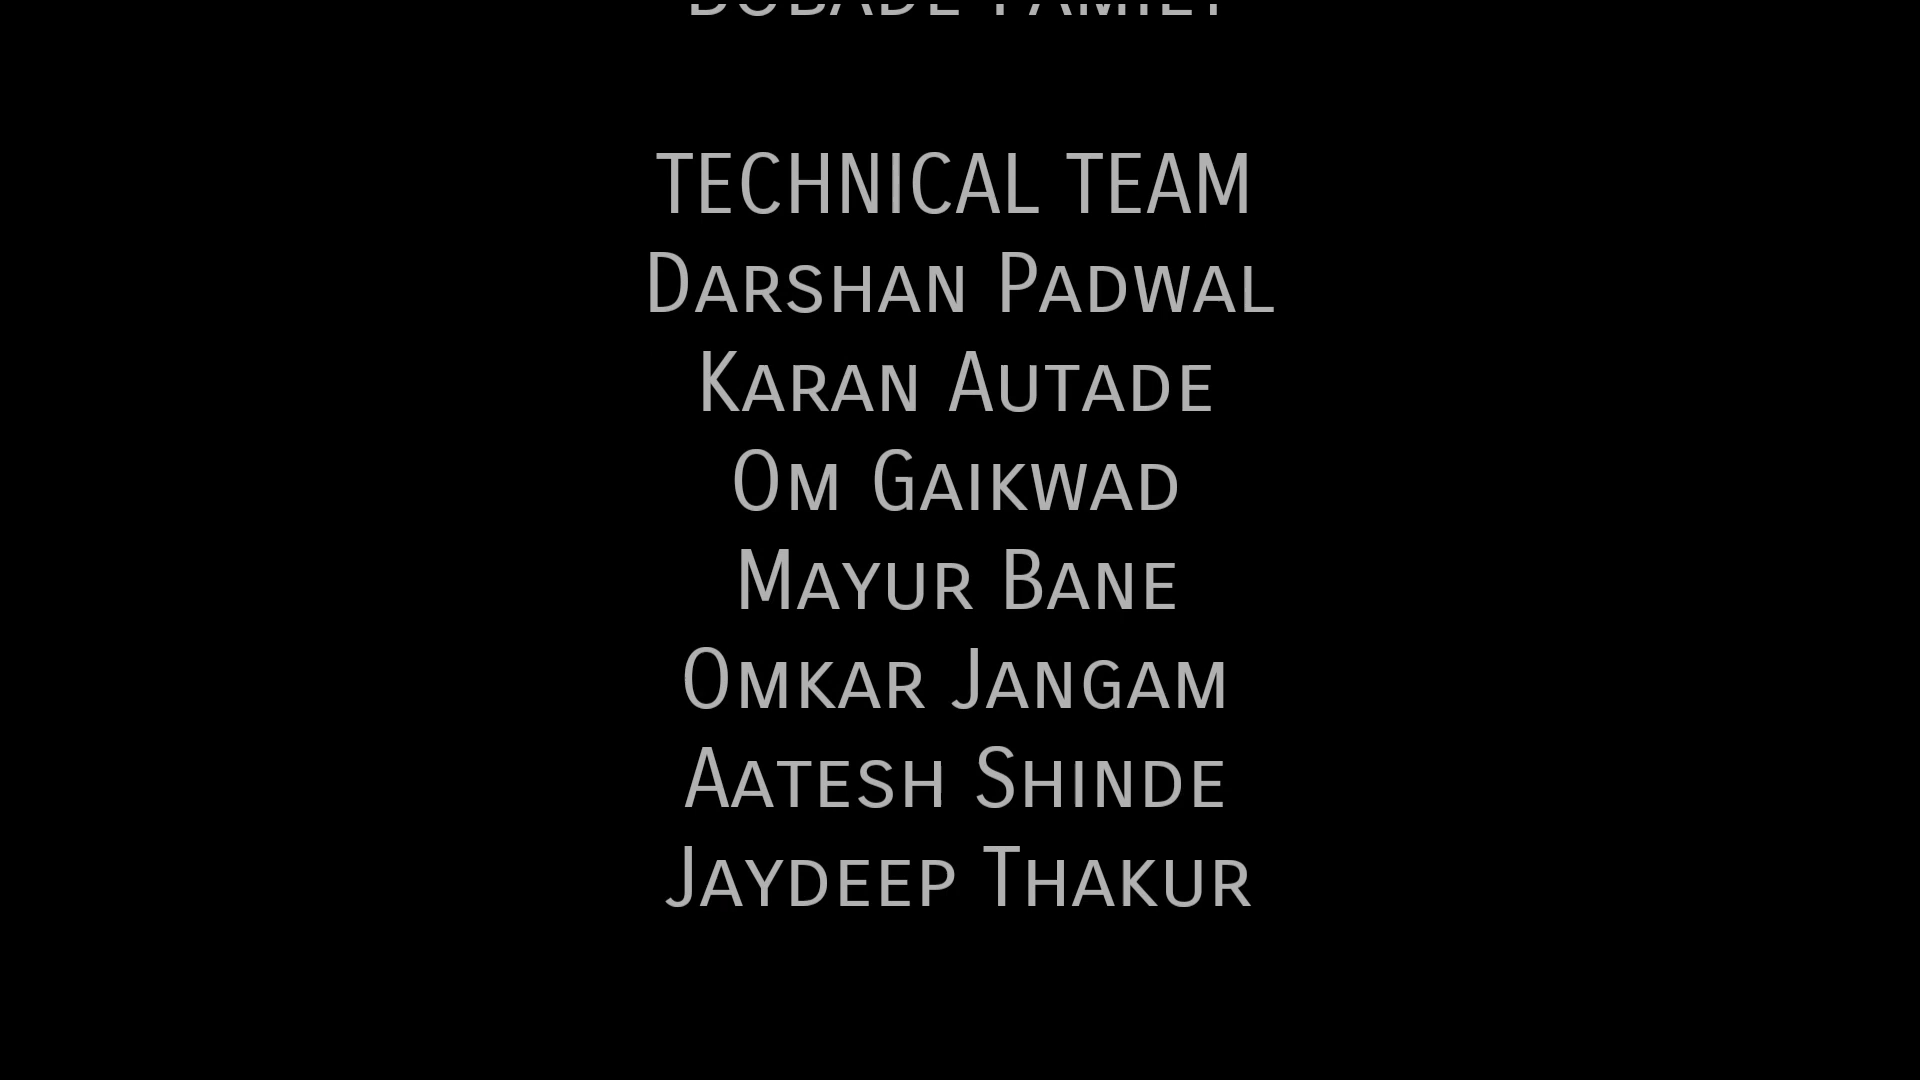 TECHNICAL TEAM
DARSHAN PADWAL
KARAN AUTADE
OM GAIKWAD
MAYUR BANE
OMKAR JANGAM
AATESH SHINDE
JAYDEEP THAKUR